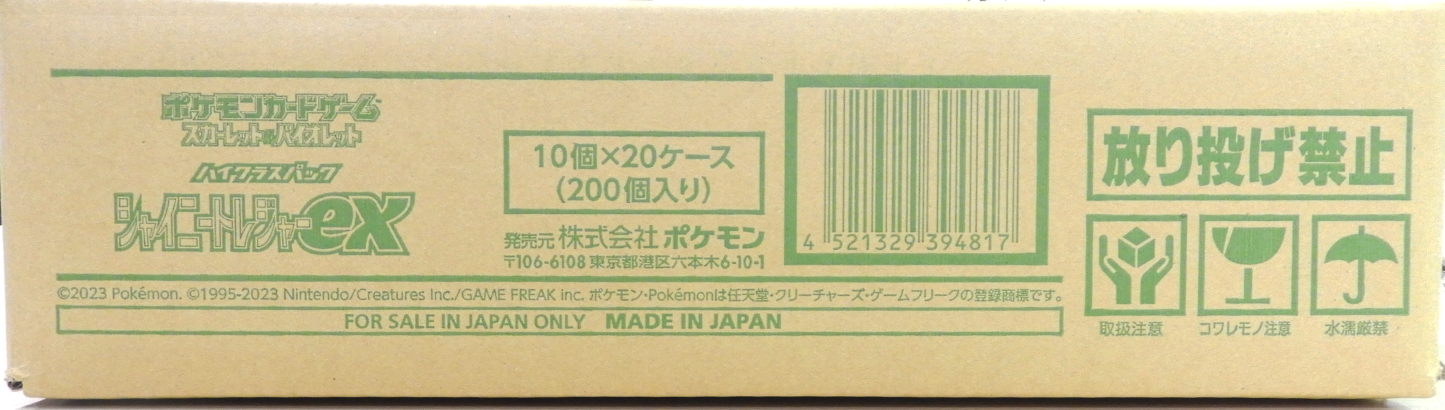 ポケモンカードゲーム
スカーレット&バイオレット
ハイクラスパック
シャイニートレジャーex
10個×20ケース
(200個入り)
発売元 株式会社 ポケモン
〒106-6108 東京都港区六本木6-10-1
4 521329 394817
©2023 Pokémon. ©1995-2023 Nintendo/Creatures Inc./GAME FREAK inc. ポケモン・Pokémonは任天堂・クリーチャーズ・ゲームフリークの登録商標です。
FOR SALE IN JAPAN ONLY MADE IN JAPAN
放り投げ禁止
取扱注意
コワレモノ注意
水濡厳禁